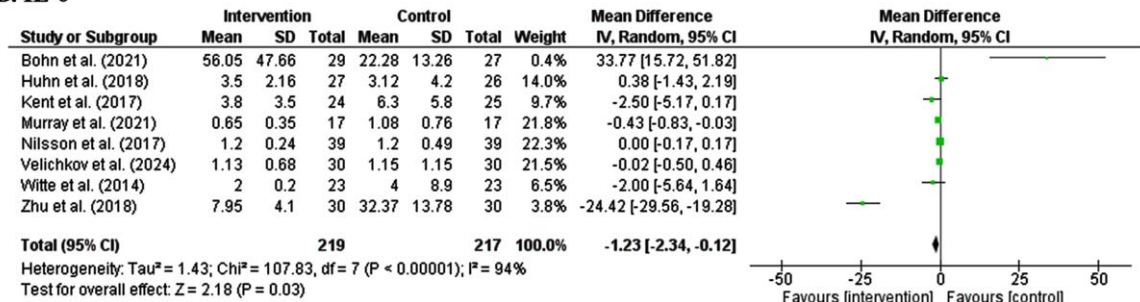 Intervention Control Mean Difference Mean Difference
Study or Subgroup Mean SD Total Mean SD Total Weight IV, Random, 95% CI IV, Random, 95% CI
Bohn et al. (2021) 56.05 47.66 29 22.28 13.26 27 0.4% 33.77 [15.72, 51.82]
Huhn et al. (2018) 3.5 2.16 27 3.12 4.2 26 14.0% 0.38 [-1.43, 2.19]
Kent et al. (2017) 3.8 3.5 24 6.3 5.8 25 9.7% -2.50 [-5.17, 0.17]
Murray et al. (2021) 0.65 0.35 17 1.08 0.76 17 21.8% -0.43 [-0.83, -0.03]
Nilsson et al. (2017) 1.2 0.24 39 1.2 0.49 39 22.3% 0.00 [-0.17, 0.17]
Velichkov et al. (2024) 1.13 0.68 30 1.15 1.15 30 21.5% -0.02 [-0.50, 0.46]
Witte et al. (2014) 2 0.2 23 4 8.9 23 6.5% -2.00 [-5.64, 1.64]
Zhu et al. (2018) 7.95 4.1 30 32.37 13.78 30 3.8% -24.42 [-29.56, -19.28]
Total (95% CI) 219 217 100.0% -1.23 [-2.34, -0.12]
Heterogeneity: Tau² = 1.43; Chi² = 107.83, df = 7 (P < 0.00001); I² = 94%
Test for overall effect: Z = 2.18 (P = 0.03)
-50 -25 0 25 50
Favours [intervention] Favours [control]